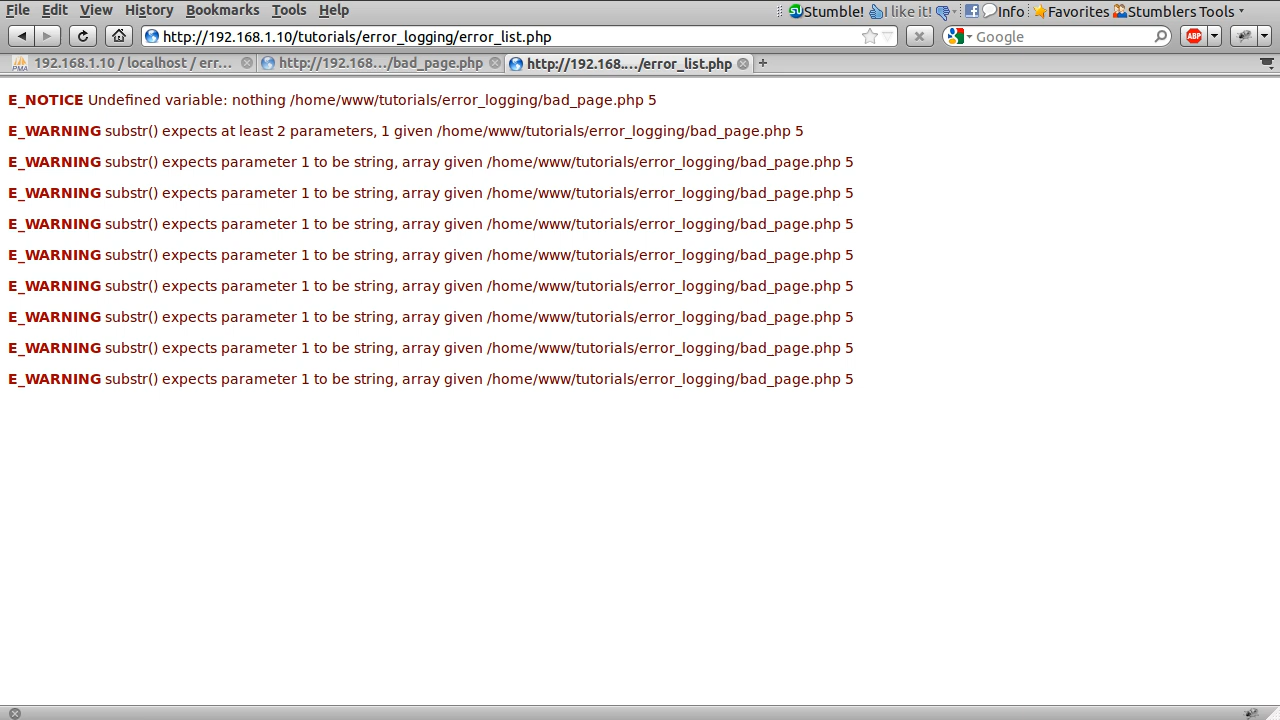 File Edit View History Bookmarks Tools Help Stumble! I like it! Info Favorites Stumblers Tools
http://192.168.1.10/tutorials/error_logging/error_list.php Google ABP
PMA 192.168.1.10 / localhost / err... http://192.168.../bad_page.php http://192.168..../error_list.php +
E_NOTICE Undefined variable: nothing /home/www/tutorials/error_logging/bad_page.php 5
E_WARNING substr() expects at least 2 parameters, 1 given /home/www/tutorials/error_logging/bad_page.php 5
E_WARNING substr() expects parameter 1 to be string, array given /home/www/tutorials/error_logging/bad_page.php 5
E_WARNING substr() expects parameter 1 to be string, array given /home/www/tutorials/error_logging/bad_page.php 5
E_WARNING substr() expects parameter 1 to be string, array given /home/www/tutorials/error_logging/bad_page.php 5
E_WARNING substr() expects parameter 1 to be string, array given /home/www/tutorials/error_logging/bad_page.php 5
E_WARNING substr() expects parameter 1 to be string, array given /home/www/tutorials/error_logging/bad_page.php 5
E_WARNING substr() expects parameter 1 to be string, array given /home/www/tutorials/error_logging/bad_page.php 5
E_WARNING substr() expects parameter 1 to be string, array given /home/www/tutorials/error_logging/bad_page.php 5
E_WARNING substr() expects parameter 1 to be string, array given /home/www/tutorials/error_logging/bad_page.php 5